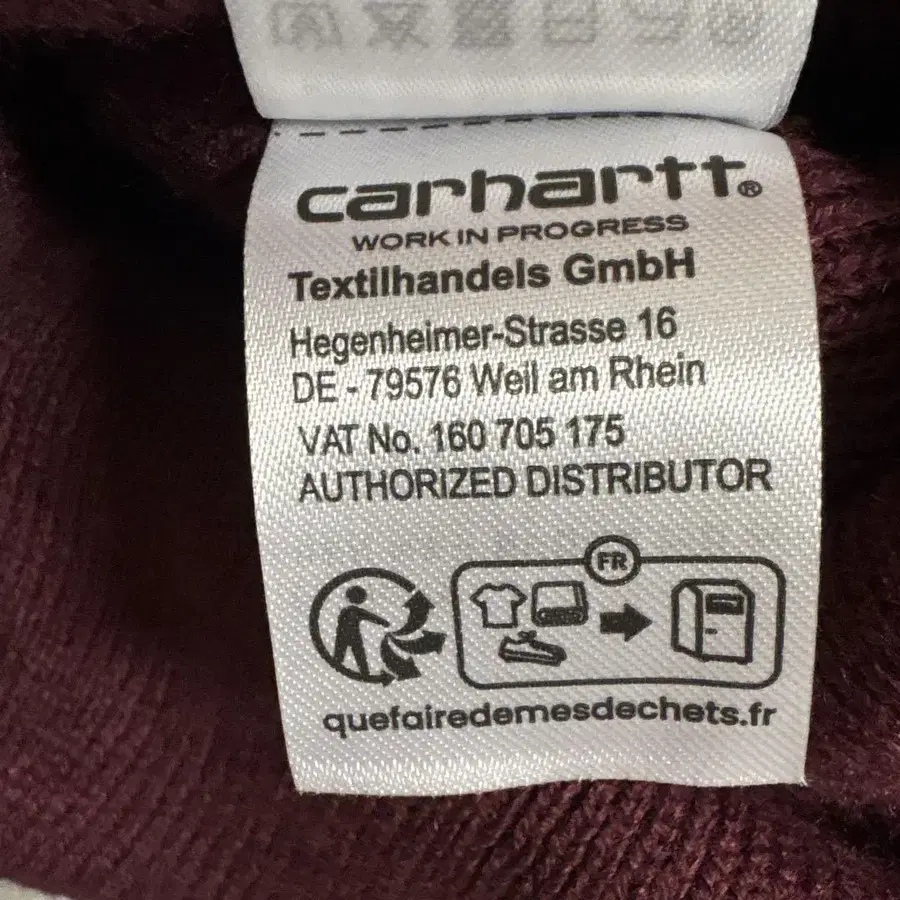 carhartt®
WORK IN PROGRESS
Textilhandels GmbH
Hegenheimer-Strasse 16
DE - 79576 Weil am Rhein
VAT No. 160 705 175
AUTHORIZED DISTRIBUTOR
FR
quefairedemesdechets.fr